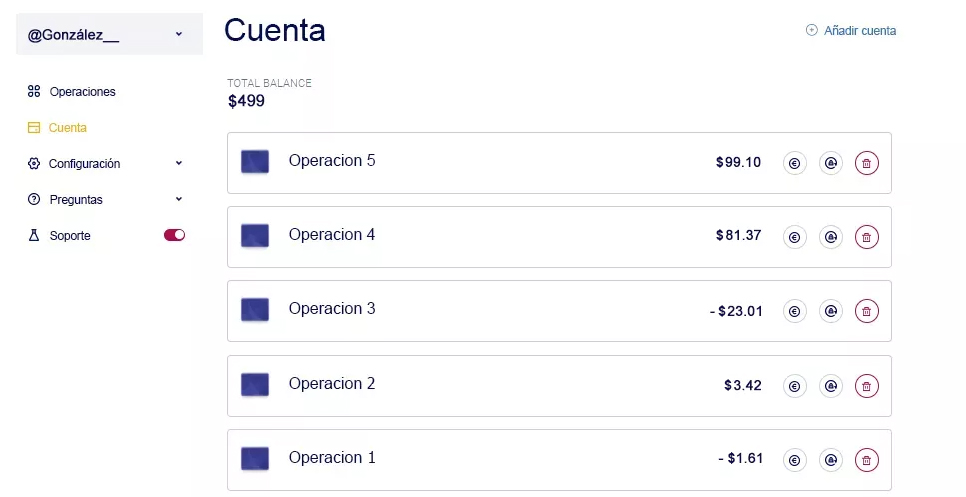 @González__
Cuenta
Añadir cuenta
Operaciones
Cuenta
Configuración
Preguntas
Soporte
TOTAL BALANCE
$499
Operacion 5 $99.10
Operacion 4 $81.37
Operacion 3 - $23.01
Operacion 2 $3.42
Operacion 1 - $1.61